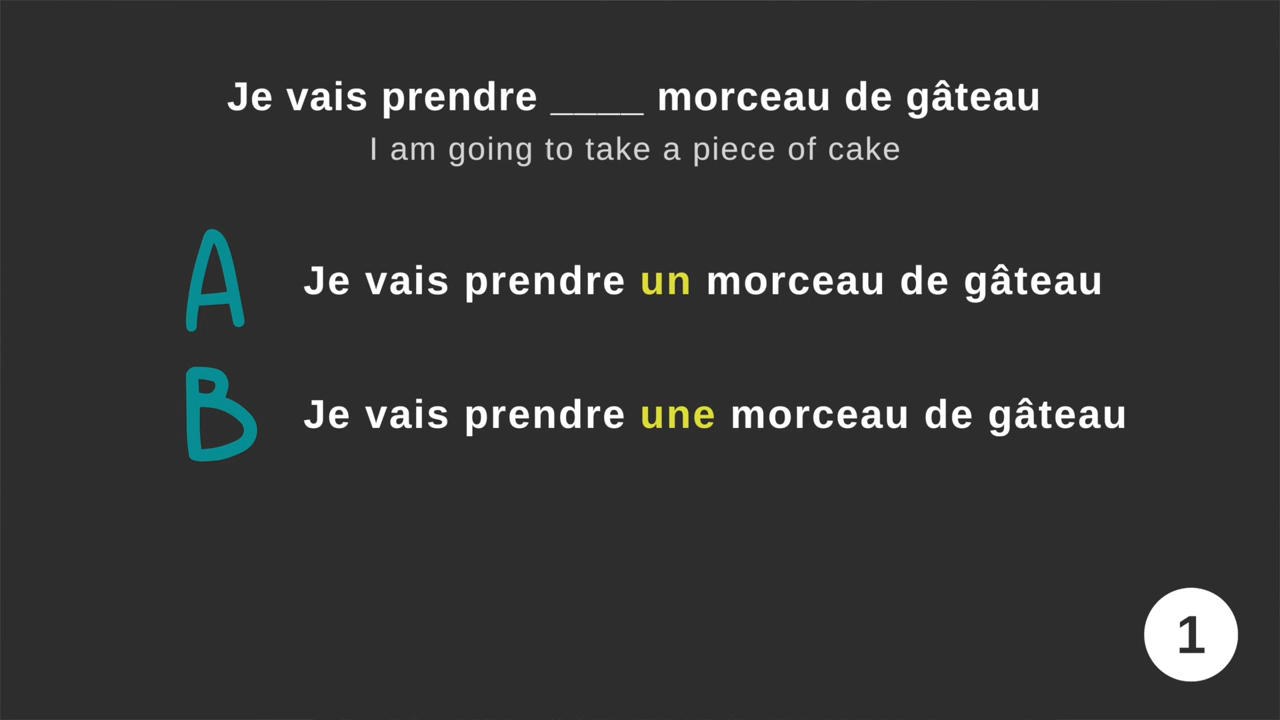 Je vais prendre ____ morceau de gâteau
I am going to take a piece of cake
A Je vais prendre un morceau de gâteau
B Je vais prendre une morceau de gâteau
1